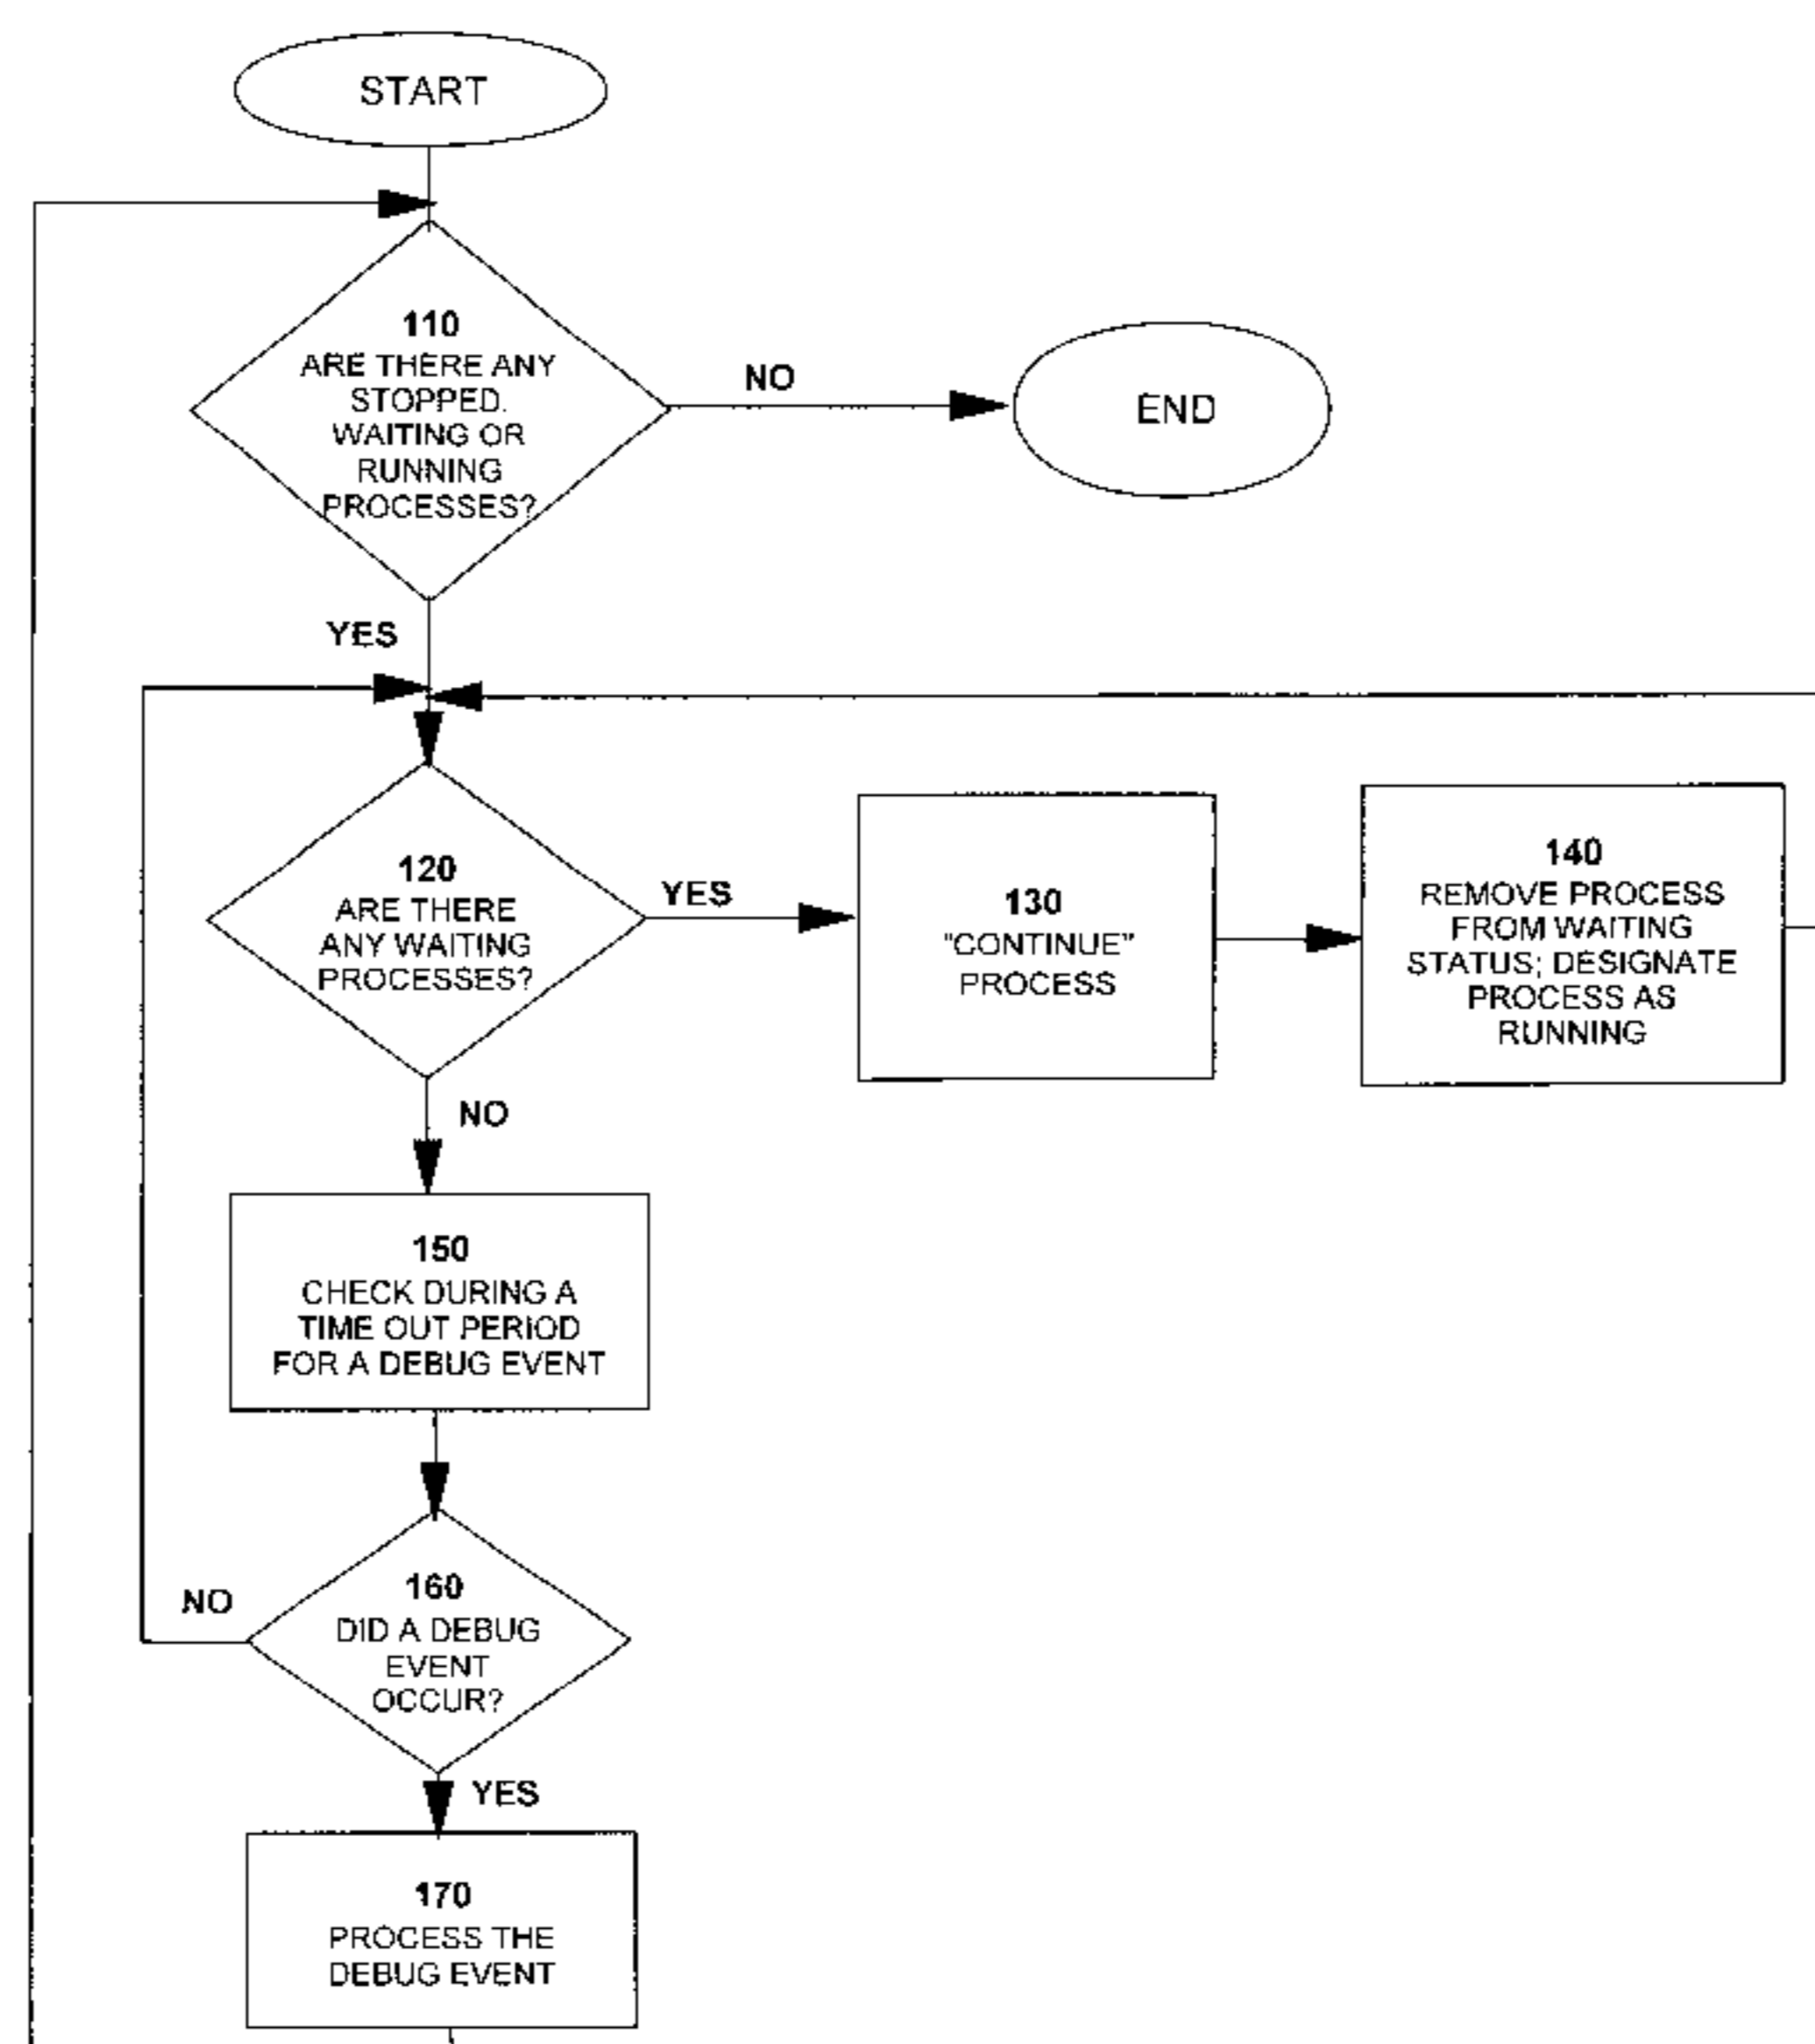 START
110
ARE THERE ANY
STOPPED.
WAITING OR
RUNNING
PROCESSES?
NO
END
YES
120
ARE THERE
ANY WAITING
PROCESSES?
YES
130
"CONTINUE"
PROCESS
140
REMOVE PROCESS
FROM WAITING
STATUS; DESIGNATE
PROCESS AS
RUNNING
NO
150
CHECK DURING A
TIME OUT PERIOD
FOR A DEBUG EVENT
160
DID A DEBUG
EVENT
OCCUR?
NO
YES
170
PROCESS THE
DEBUG EVENT